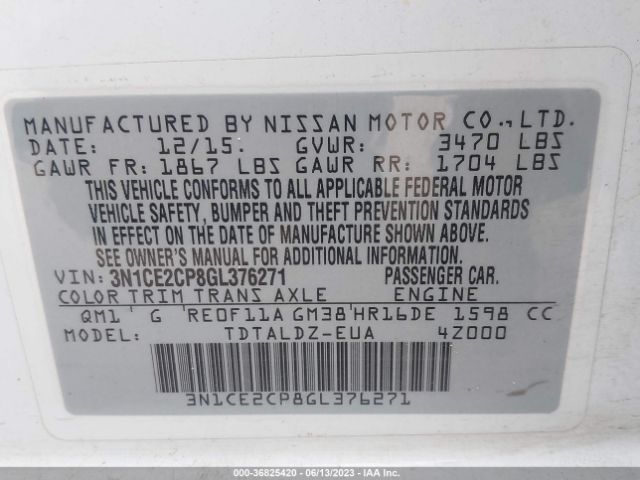 MANUFACTURED BY NISSAN MOTOR CO., LTD.
DATE: 12/15. GVWR: 3470 LBS
GAWR FR: 1867 LBS GAWR RR: 1704 LBS
THIS VEHICLE CONFORMS TO ALL APPLICABLE FEDERAL MOTOR
VEHICLE SAFETY, BUMPER AND THEFT PREVENTION STANDARDS
IN EFFECT ON THE DATE OF MANUFACTURE SHOWN ABOVE.
SEE OWNER'S MANUAL FOR ADDITIONAL INFORMATION.
VIN: 3N1CE2CP8GL376271 PASSENGER CAR.
COLOR TRIM TRANS AXLE ENGINE
QM1 G RE0F11A GM38 HR16DE 1598 CC
MODEL: TDTALDZ-EUA 4Z000
3N1CE2CP8GL376271
000-36825420 - 06/13/2023 - IAA Inc.